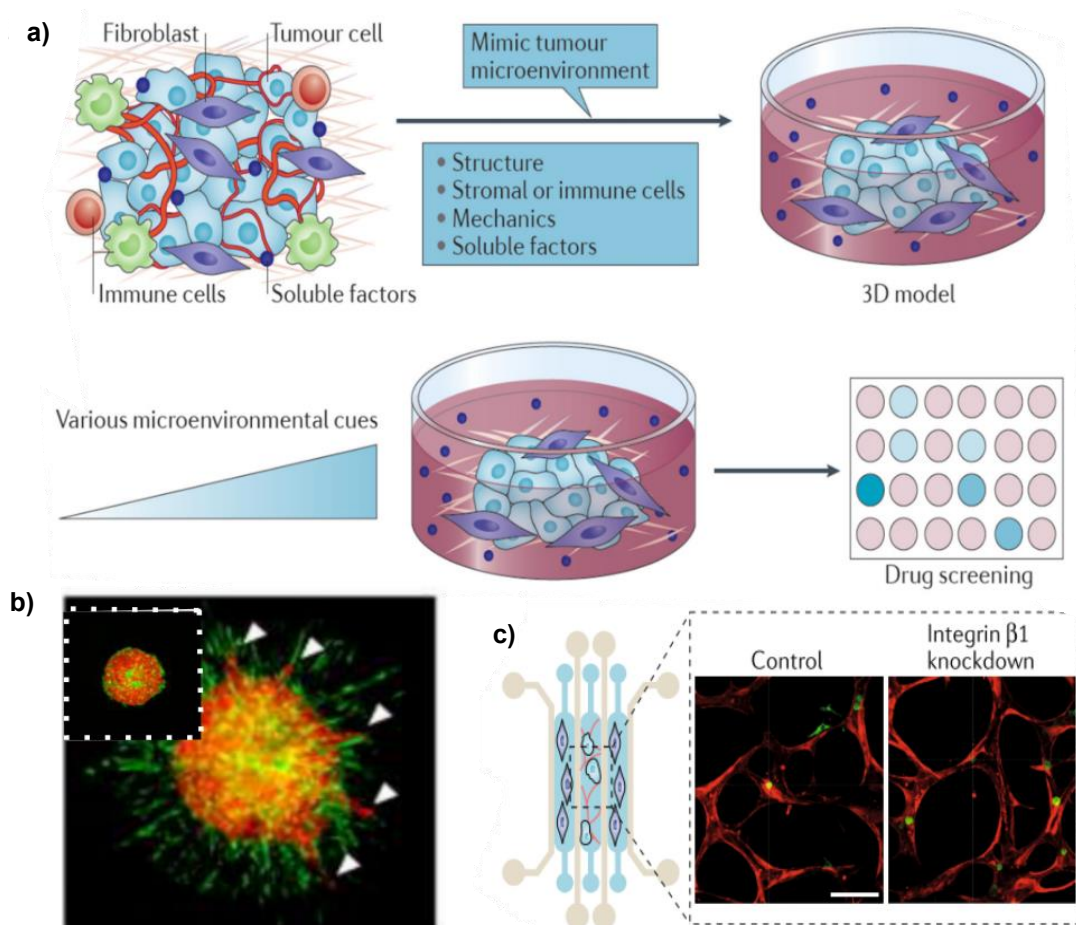 a)
Fibroblast
Tumour cell
Mimic tumour
microenvironment
• Structure
• Stromal or immune cells
• Mechanics
• Soluble factors
Immune cells
Soluble factors
3D model
Various microenvironmental cues
Drug screening
b)
c)
Control
Integrin β1
knockdown